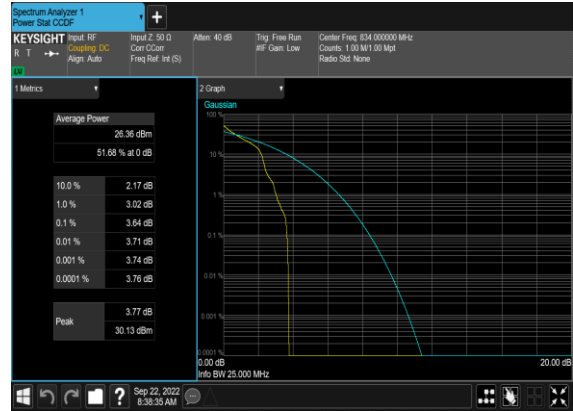 Spectrum Analyzer 1
Power Stat CCDF
KEYSIGHT
R T
LXI
Input: RF
Coupling: DC
Align: Auto
Input Z: 50 Ω
Corr CCorr
Freq Ref: Int (S)
Atten: 40 dB
Trig: Free Run
#IF Gain: Low
Center Freq: 834.000000 MHz
Counts: 1.00 M/1.00 Mpt
Radio Std: None
1 Metrics
Average Power
26.36 dBm
51.68 % at 0 dB
10.0 % 2.17 dB
1.0 % 3.02 dB
0.1 % 3.64 dB
0.01 % 3.71 dB
0.001 % 3.74 dB
0.0001 % 3.76 dB
Peak
3.77 dB
30.13 dBm
2 Graph
Gaussian
100 %
10 %
1 %
0.1 %
0.01 %
0.001 %
0.0001 %
0.00 dB
20.00 dB
Info BW 25.000 MHz
?
Sep 22, 2022
8:38:35 AM